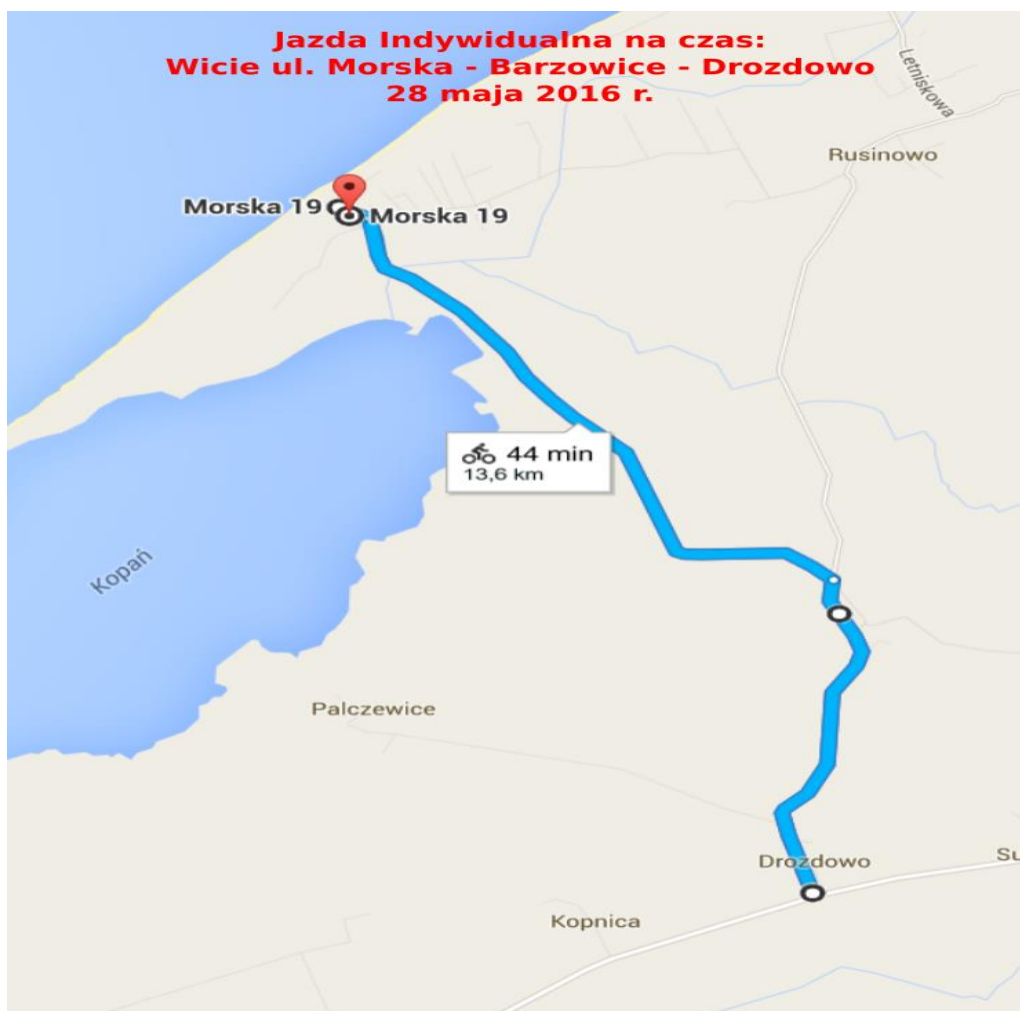 Jazda Indywidualna na czas:
Wicie ul. Morska - Barzowice - Drozdowo
28 maja 2016 r.
Letniskowa
Rusinowo
Morska 19
Morska 19
44 min
13,6 km
Kopań
Palczewice
Drozdowo
Su
Kopnica